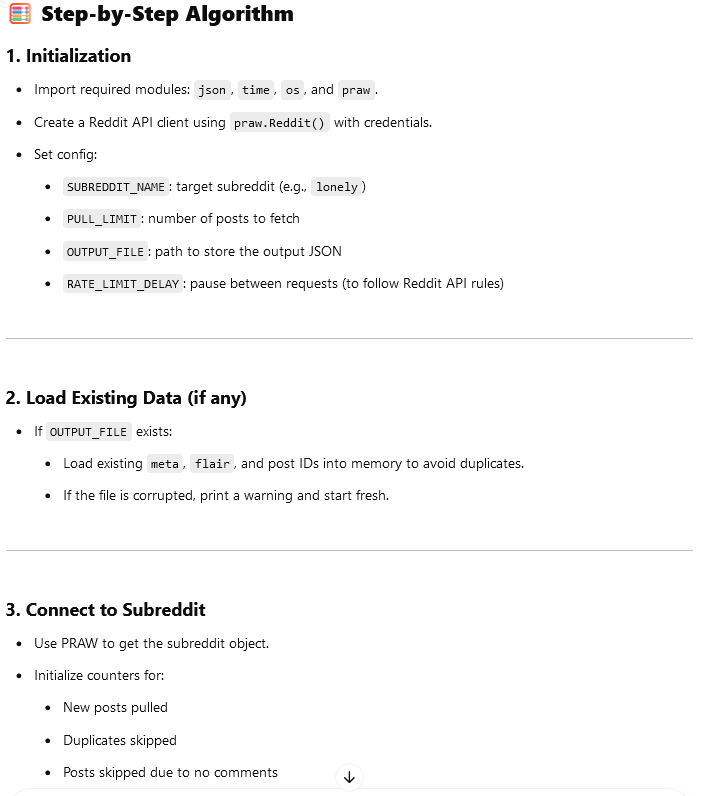 🧮 Step-by-Step Algorithm
1. Initialization
• Import required modules: json, time, os, and praw.
• Create a Reddit API client using praw.Reddit() with credentials.
• Set config:
• SUBREDDIT_NAME: target subreddit (e.g., lonely)
• PULL_LIMIT: number of posts to fetch
• OUTPUT_FILE: path to store the output JSON
• RATE_LIMIT_DELAY: pause between requests (to follow Reddit API rules)
2. Load Existing Data (if any)
• If OUTPUT_FILE exists:
• Load existing meta, flair, and post IDs into memory to avoid duplicates.
• If the file is corrupted, print a warning and start fresh.
3. Connect to Subreddit
• Use PRAW to get the subreddit object.
• Initialize counters for:
• New posts pulled
• Duplicates skipped
• Posts skipped due to no comments